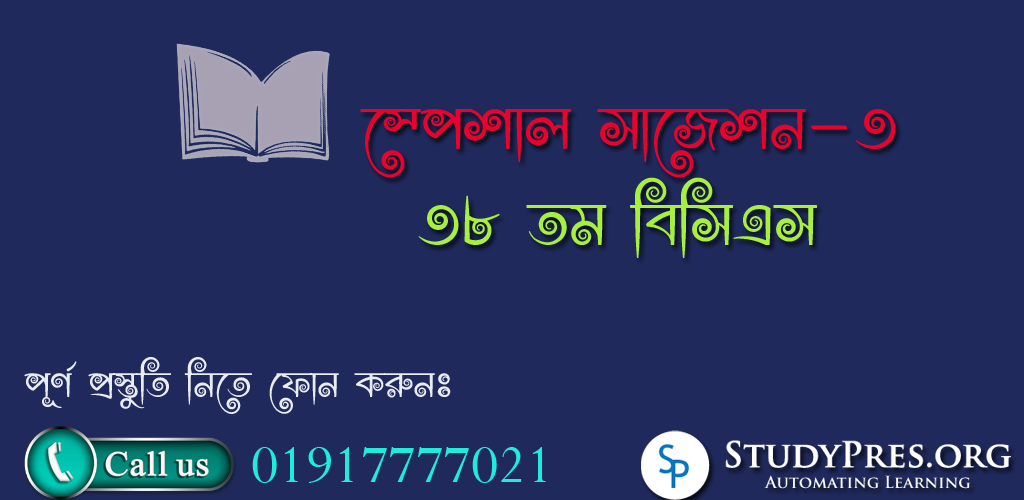 স্পেশাল সাজেশন-৩
৩৮ তম বিসিএস
পূর্ণ প্রস্তুতি নিতে ফোন করুনঃ
Call us
01917777021
SP
STUDYPRES.ORG
AUTOMATING LEARNING